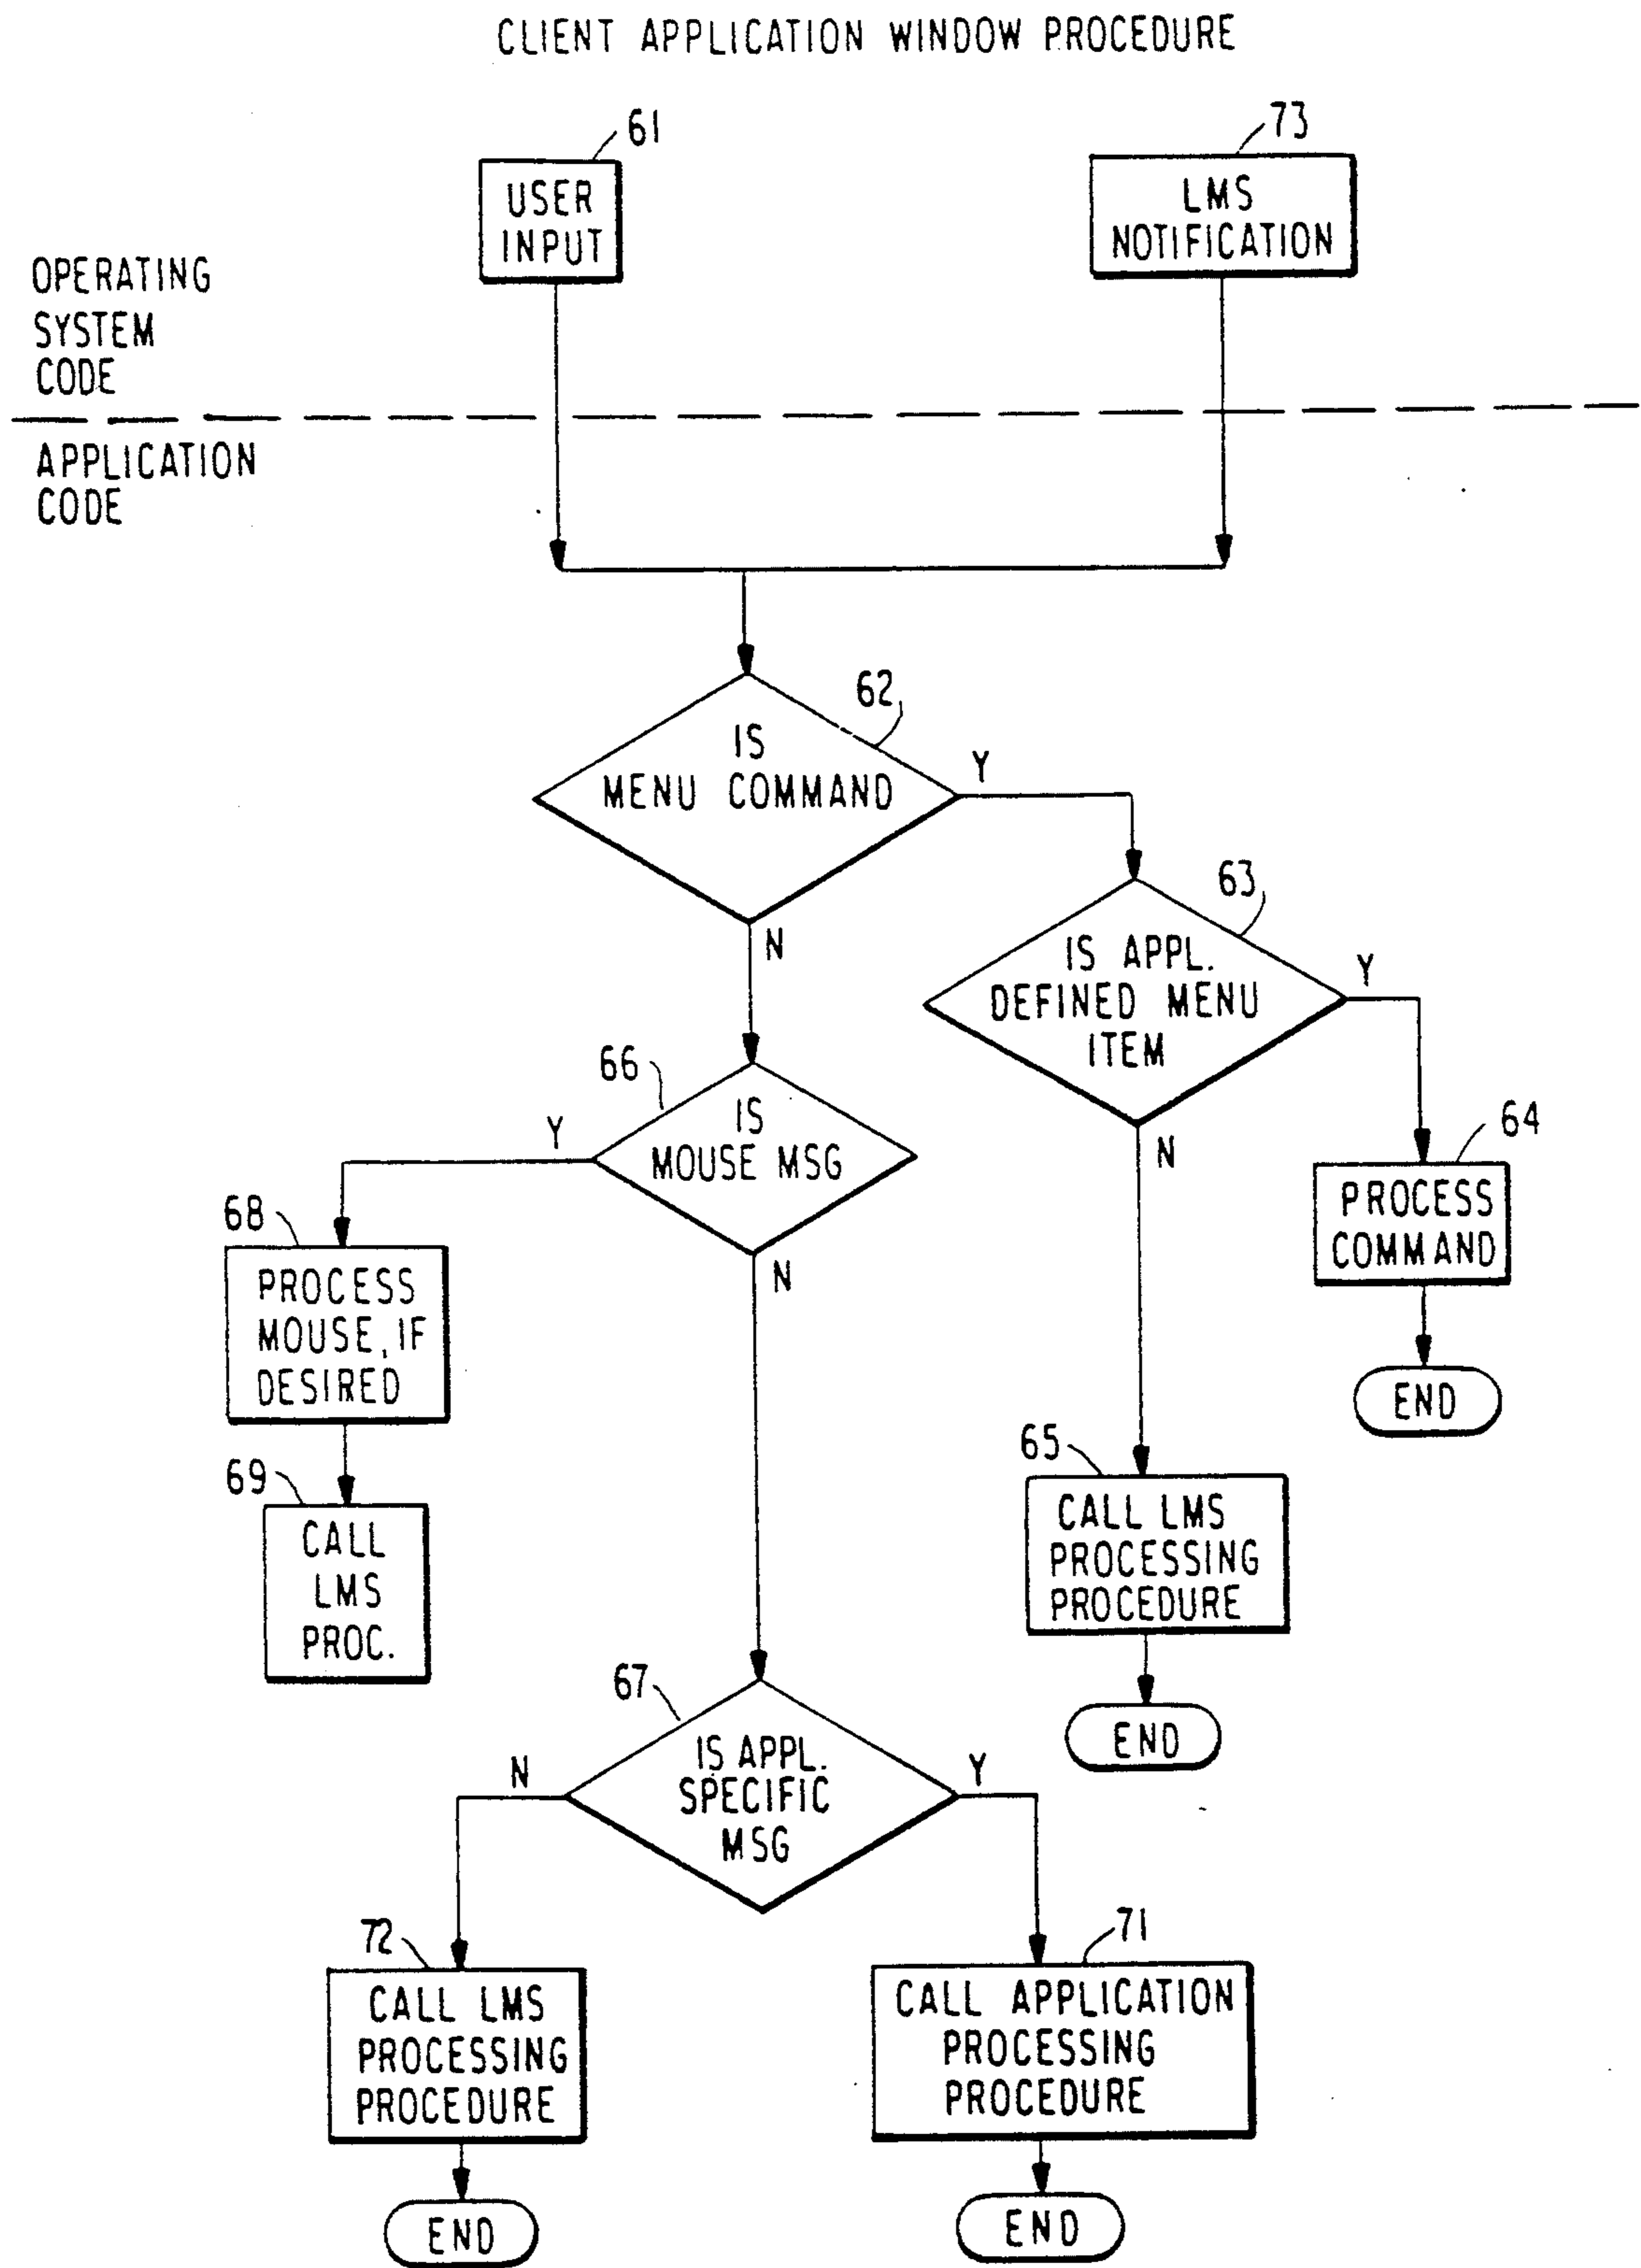 CLIENT APPLICATION WINDOW PROCEDURE
61
73
USER
INPUT
LMS
NOTIFICATION
OPERATING
SYSTEM
CODE
APPLICATION
CODE
62
IS
MENU COMMAND
Y
N
63
IS APPL.
DEFINED MENU
ITEM
Y
N
66
IS
MOUSE MSG
Y
N
64
PROCESS
COMMAND
END
68
PROCESS
MOUSE, IF
DESIRED
69
CALL
LMS
PROC.
65
CALL LMS
PROCESSING
PROCEDURE
END
67
IS APPL.
SPECIFIC
MSG
N
Y
72
CALL LMS
PROCESSING
PROCEDURE
END
71
CALL APPLICATION
PROCESSING
PROCEDURE
END